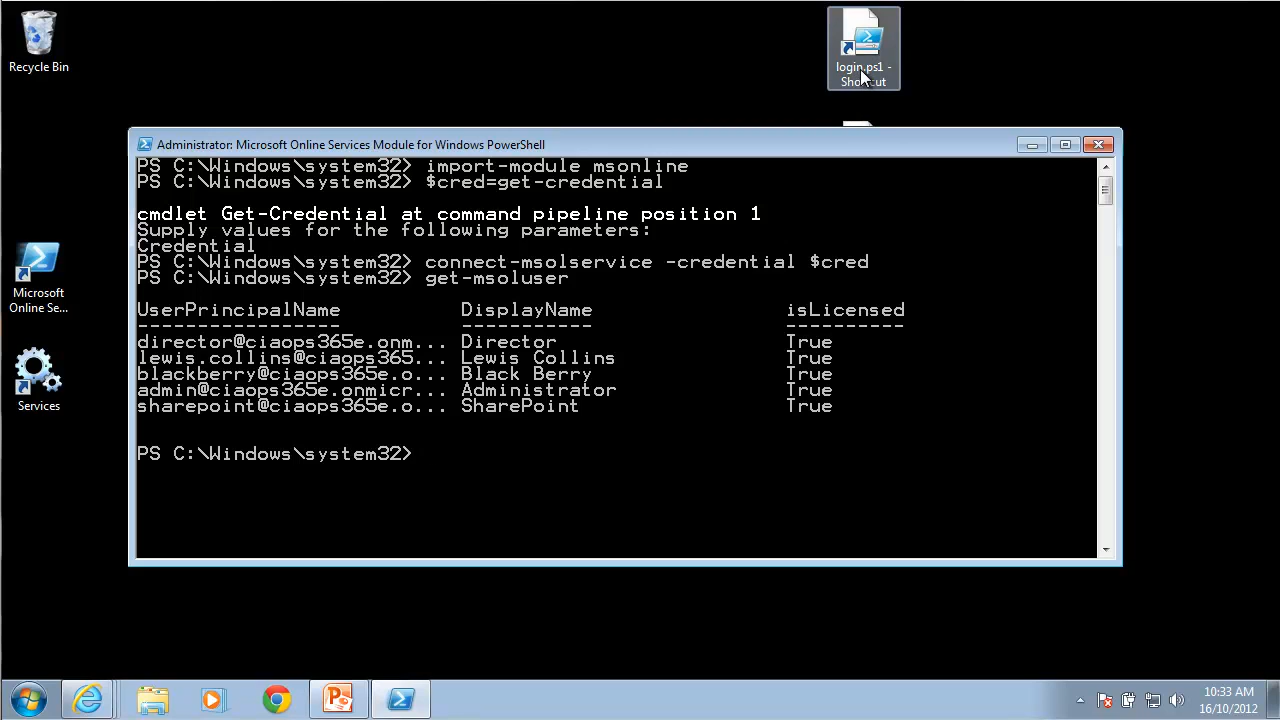 Recycle Bin
login.ps1 -
Shortcut
Administrator: Microsoft Online Services Module for Windows PowerShell
PS C:\Windows\system32> import-module msonline
PS C:\Windows\system32> $cred=get-credential
cmdlet Get-Credential at command pipeline position 1
Supply values for the following parameters:
Credential
PS C:\Windows\system32> connect-msolservice -credential $cred
PS C:\Windows\system32> get-msoluser
UserPrincipalName DisplayName isLicensed
----------------- ----------- ----------
director@ciaops365e.onm... Director True
lewis.collins@ciaops365... Lewis Collins True
blackberry@ciaops365e.o... Black Berry True
admin@ciaops365e.onmicr... Administrator True
sharepoint@ciaops365e.o... SharePoint True
PS C:\Windows\system32>
Microsoft
Online Se...
Services
10:33 AM
16/10/2012